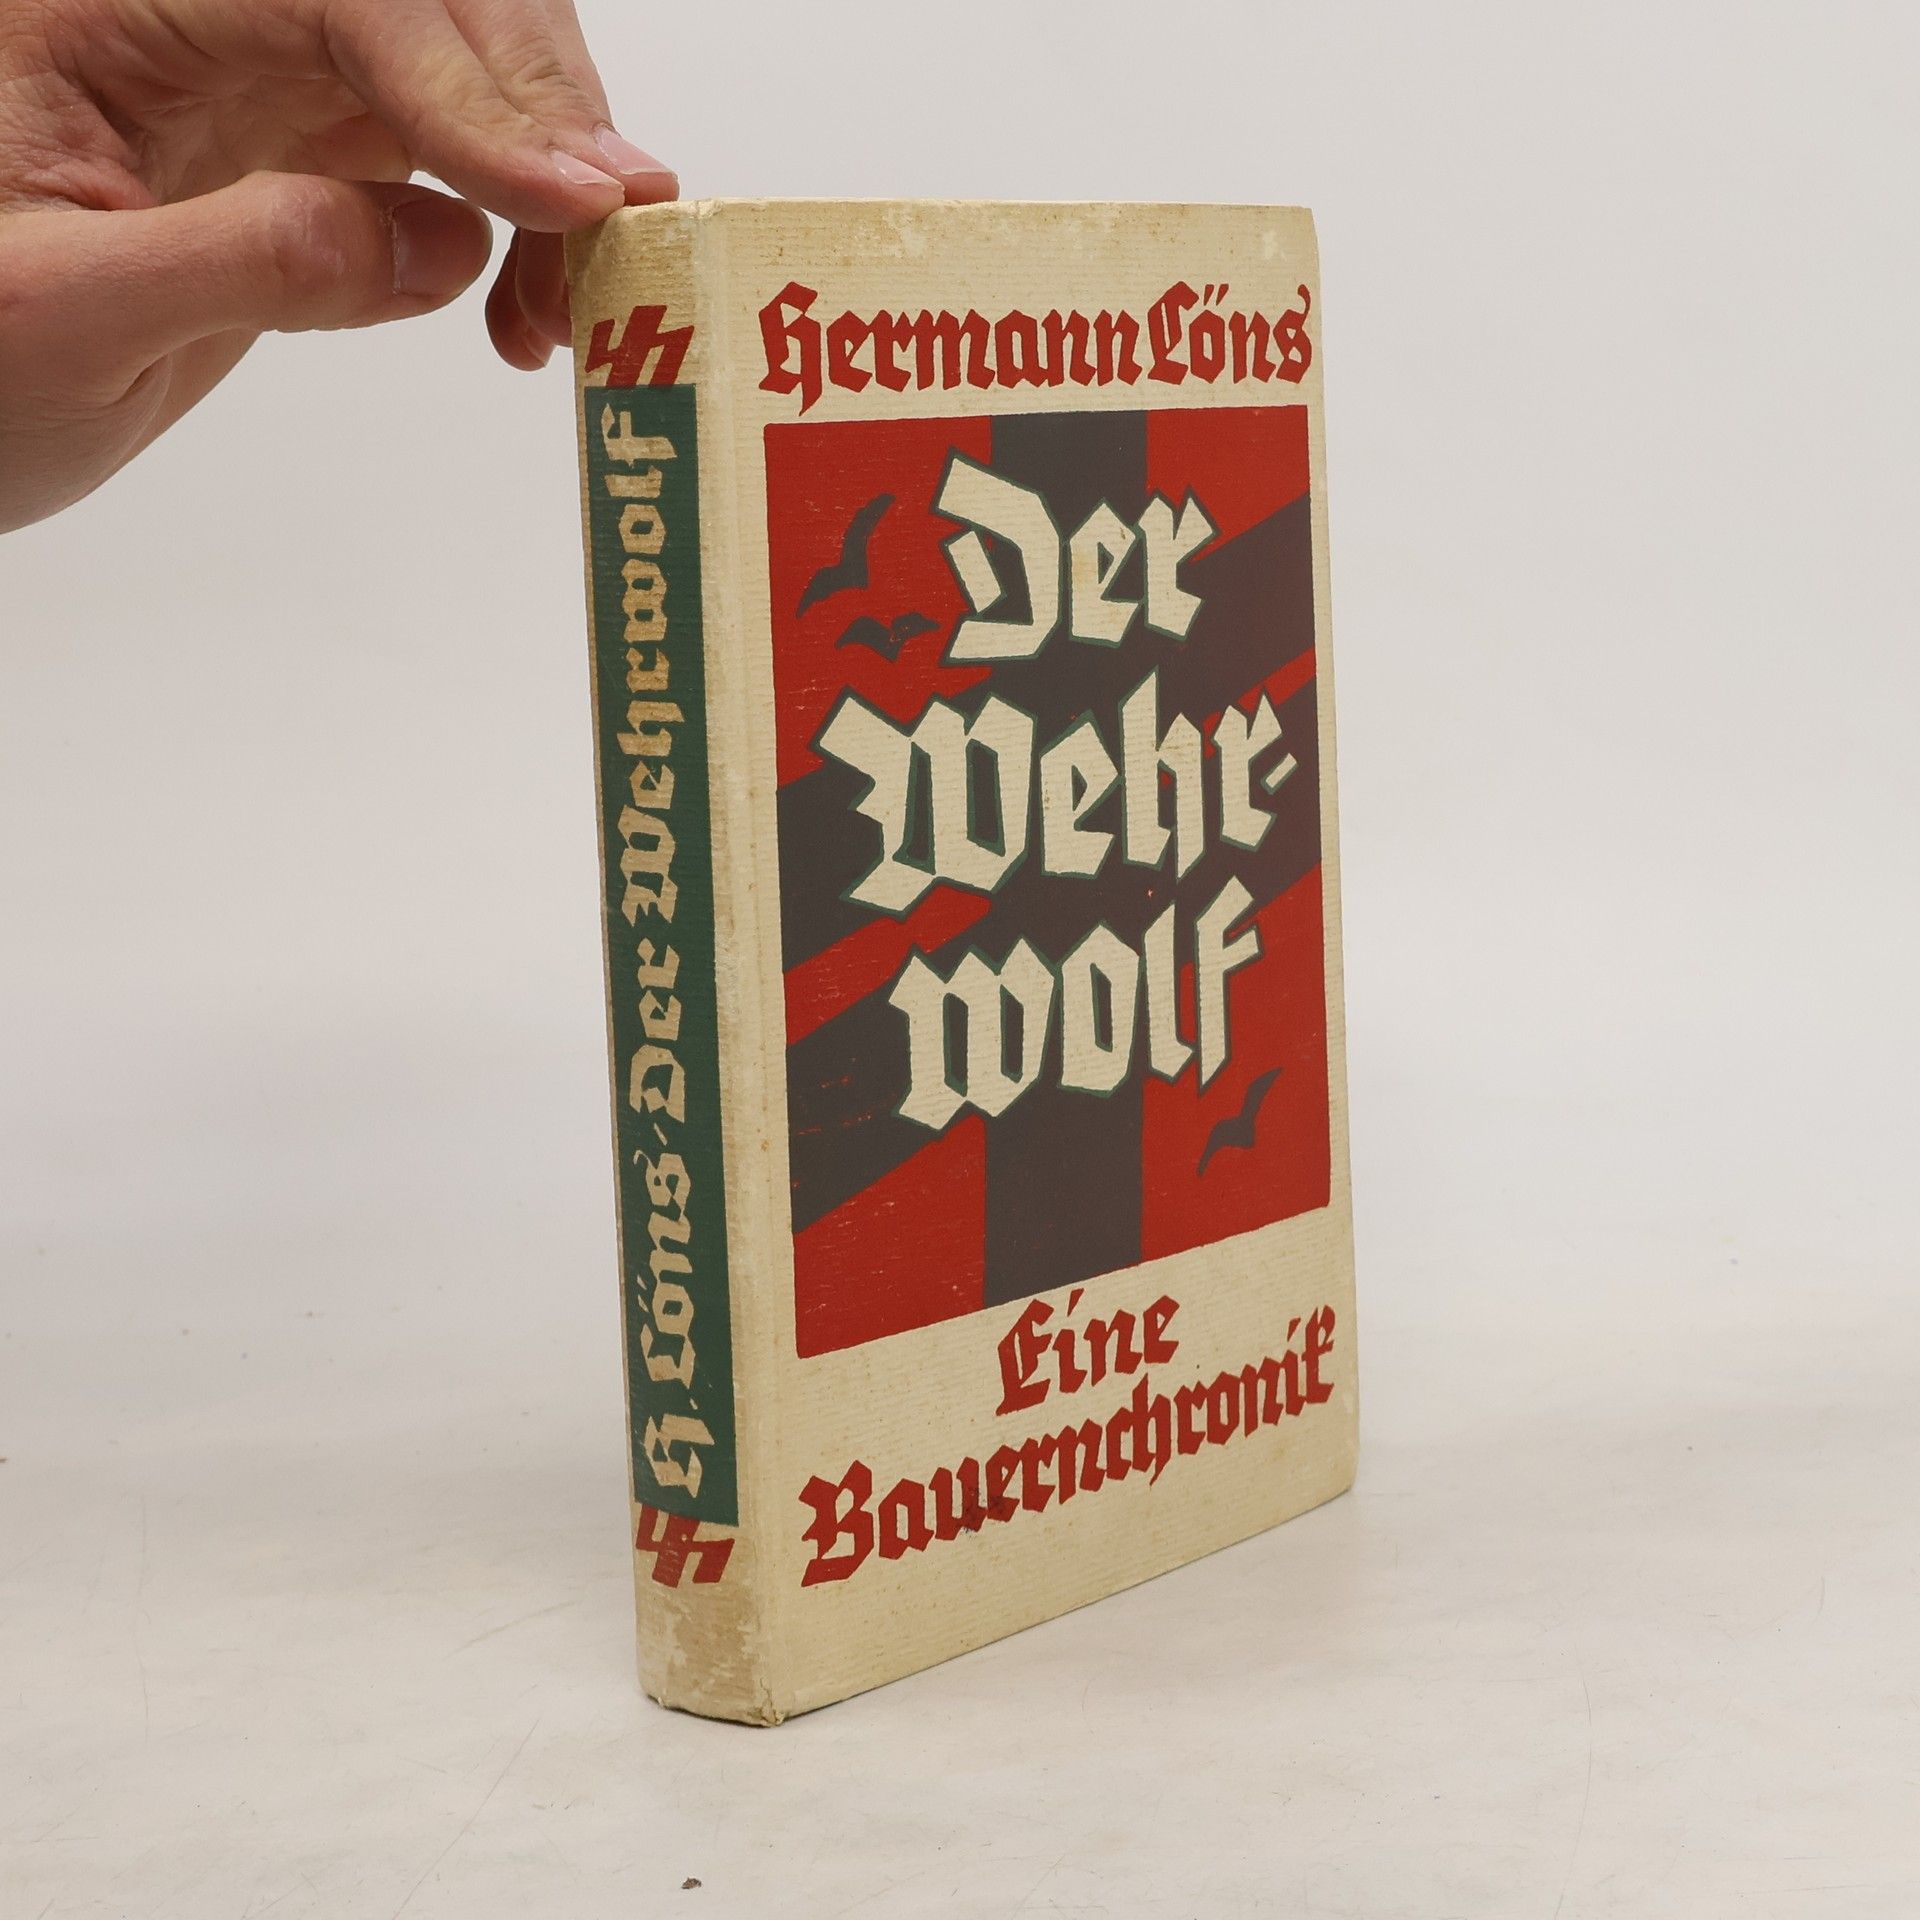 H. Löns · Der Wehrwolf
Hermann Löns
Der
Wehr-
wolf
Eine
Bauernchronik